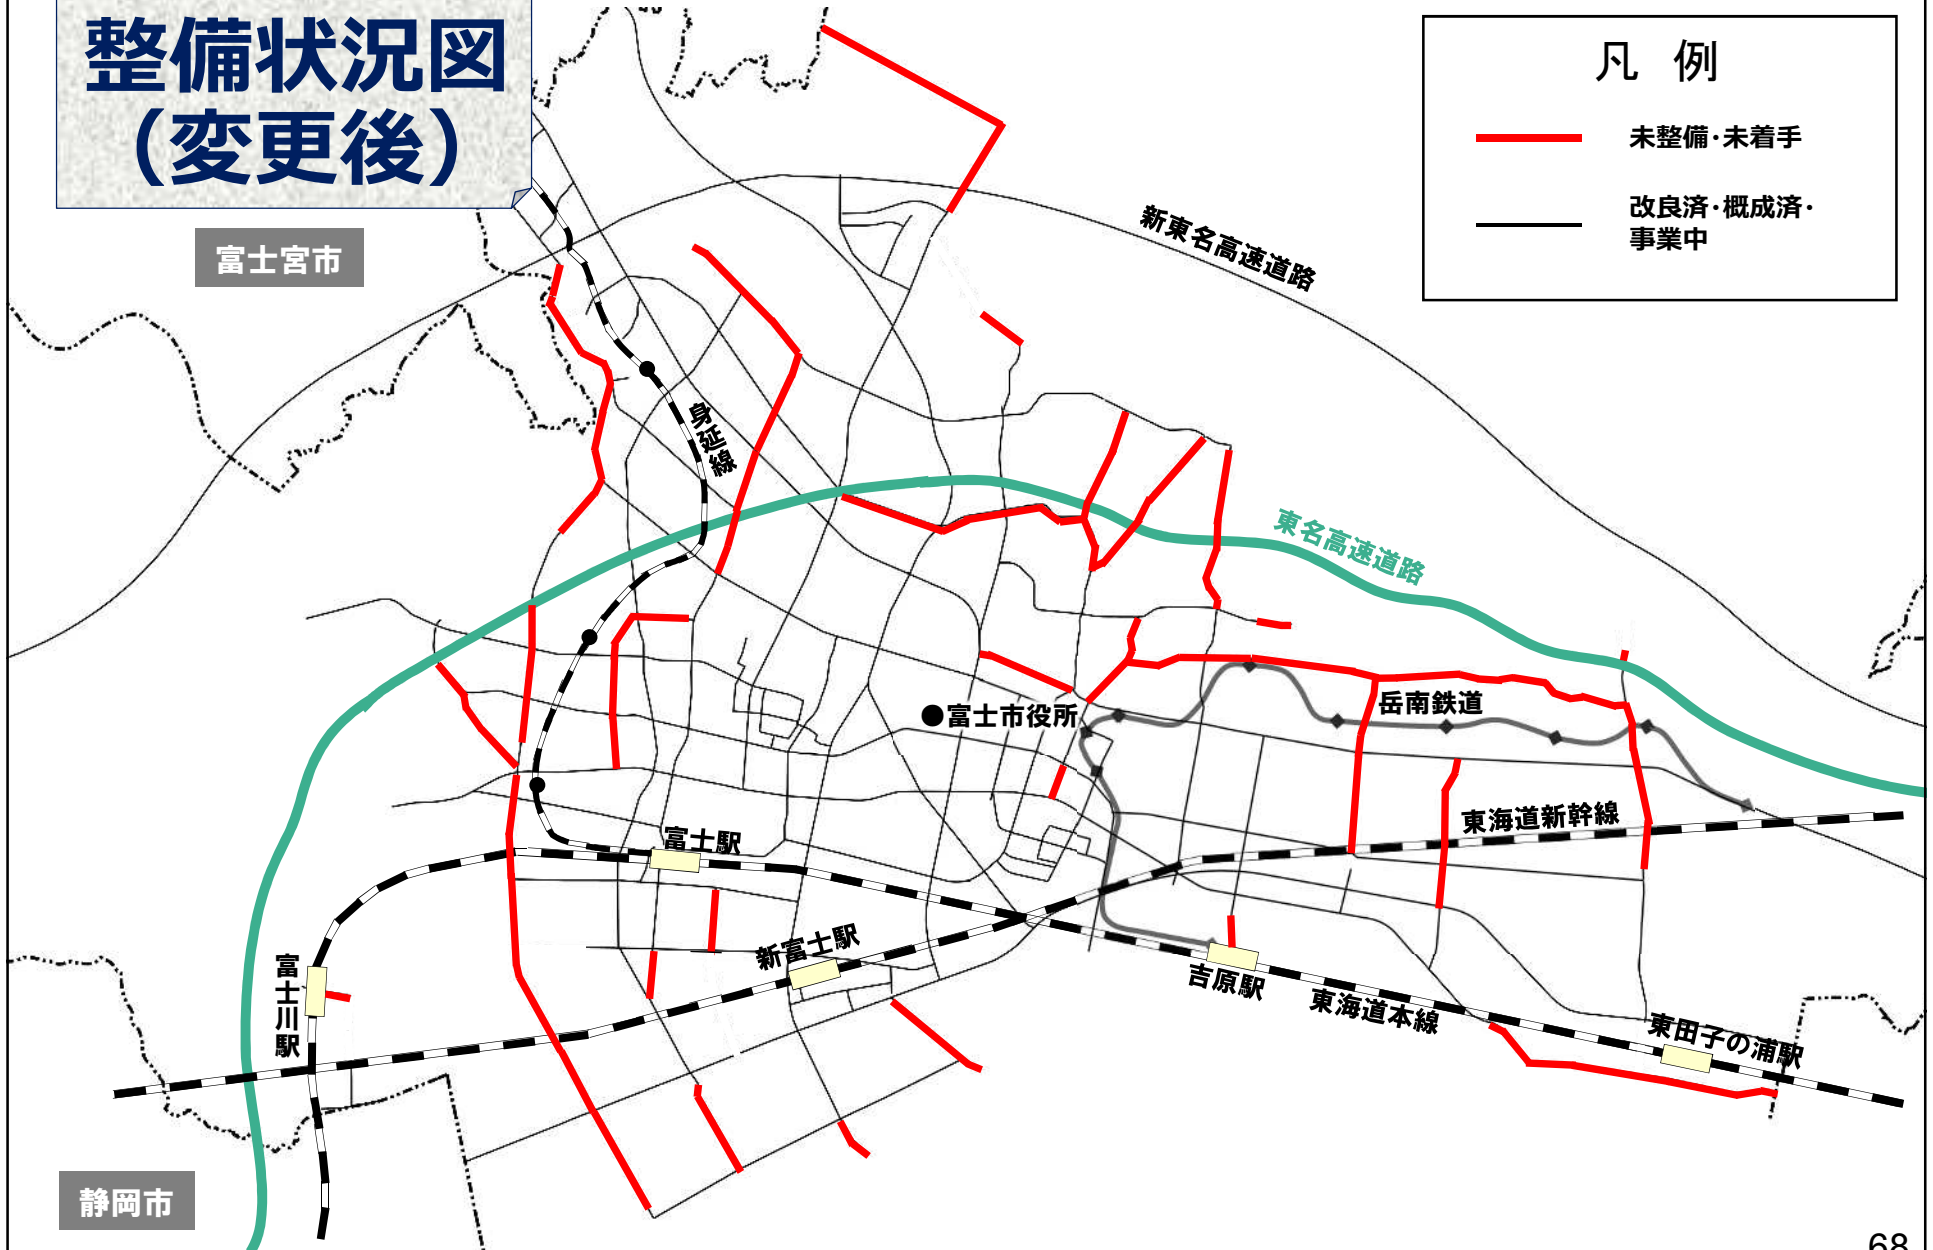 整備状況図
（変更後）
凡 例
未整備･未着手
改良済･概成済･
事業中
富士宮市
新東名高速道路
身延線
東名高速道路
岳南鉄道
●富士市役所
東海道新幹線
富士駅
新富士駅
富士川駅
吉原駅
東海道本線
東田子の浦駅
静岡市
68